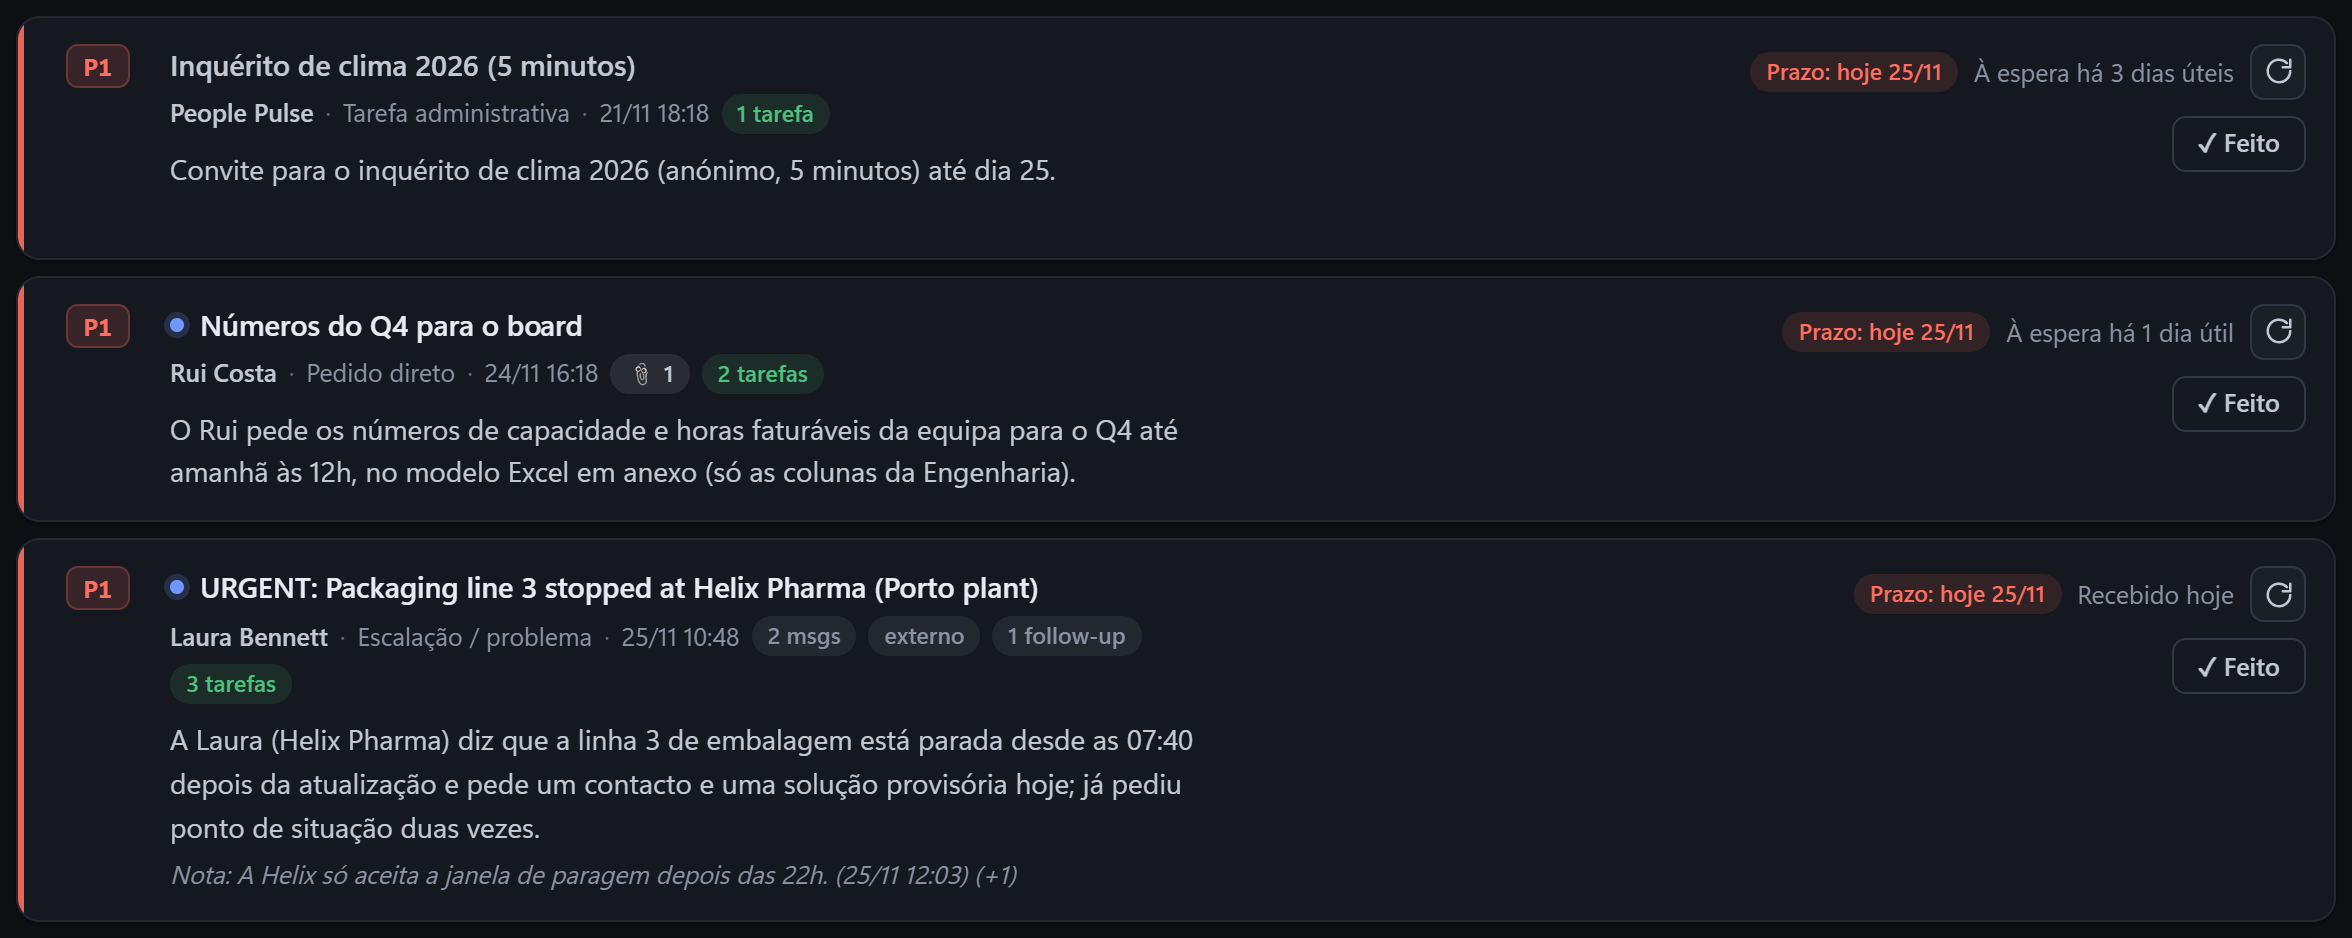 P1 Inquérito de clima 2026 (5 minutos) Prazo: hoje 25/11 À espera há 3 dias úteis
People Pulse · Tarefa administrativa · 21/11 18:18 1 tarefa
✓ Feito
Convite para o inquérito de clima 2026 (anónimo, 5 minutos) até dia 25.
P1 Números do Q4 para o board Prazo: hoje 25/11 À espera há 1 dia útil
Rui Costa · Pedido direto · 24/11 16:18 1 2 tarefas
✓ Feito
O Rui pede os números de capacidade e horas faturáveis da equipa para o Q4 até
amanhã às 12h, no modelo Excel em anexo (só as colunas da Engenharia).
P1 URGENT: Packaging line 3 stopped at Helix Pharma (Porto plant) Prazo: hoje 25/11 Recebido hoje
Laura Bennett · Escalação / problema · 25/11 10:48 2 msgs externo 1 follow-up
✓ Feito
3 tarefas
A Laura (Helix Pharma) diz que a linha 3 de embalagem está parada desde as 07:40
depois da atualização e pede um contacto e uma solução provisória hoje; já pediu
ponto de situação duas vezes.
Nota: A Helix só aceita a janela de paragem depois das 22h. (25/11 12:03) (+1)